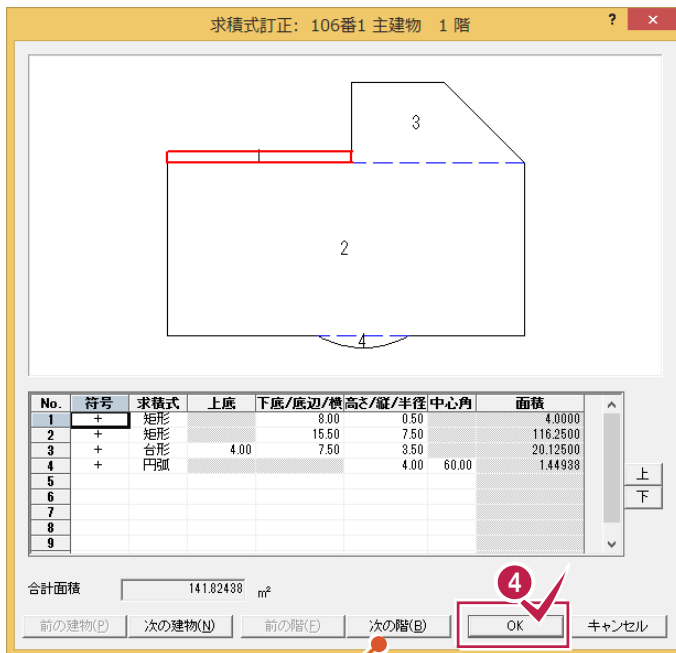 求積式訂正: 106番1 主建物 1 階 ? ×
3
1
2
4
No. 符号 求積式 上底 下底/底辺/横 高さ/縦/半径 中心角 面積
1 + 矩形 8.00 0.50 4.0000
2 + 矩形 15.50 7.50 116.2500
3 + 台形 4.00 7.50 3.50 20.12500
4 + 円弧 4.00 60.00 1.44938
5
6
7
8
9
上
下
合計面積 141.82438 m²
4
前の建物(P) 次の建物(N) 前の階(F) 次の階(B) OK キャンセル